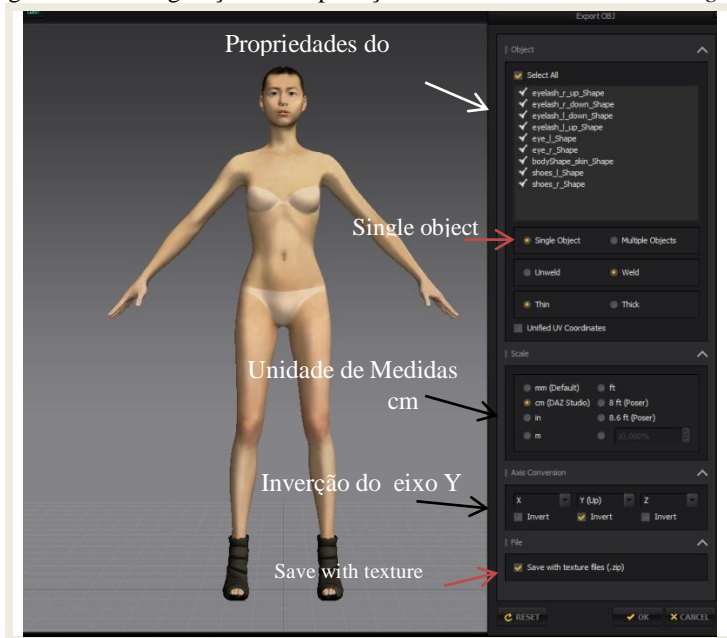 Export OBJ
Propriedades do
Object
Select All
eyelash_r_up_Shape
eyelash_r_down_Shape
eyelash_l_down_Shape
eyelash_l_up_Shape
eye_l_Shape
eye_r_Shape
bodyShape_skin_Shape
shoes_l_Shape
shoes_r_Shape
Single object
Single Object Multiple Objects
Unweld Weld
Thin Thick
Unified UV Coordinates
Scale
Unidade de Medidas
cm
mm (Default) ft
cm (DAZ Studio) 8 ft (Poser)
in 8.6 ft (Poser)
m 10,000%
Axis Conversion
Inverção do eixo Y
X Y (Up) Z
Invert Invert Invert
File
Save with texture
Save with texture files (.zip)
RESET OK CANCEL